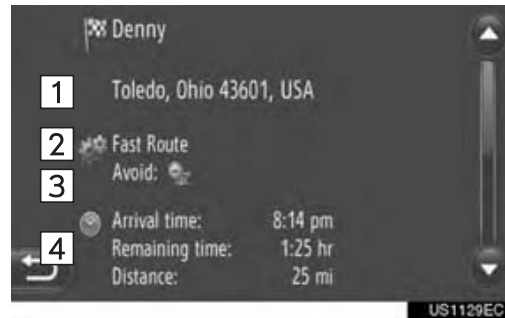 Denny
1 Toledo, Ohio 43601, USA
2 Fast Route
3 Avoid:
Arrival time: 8:14 pm
4 Remaining time: 1:25 hr
Distance: 25 mi
US1129EC